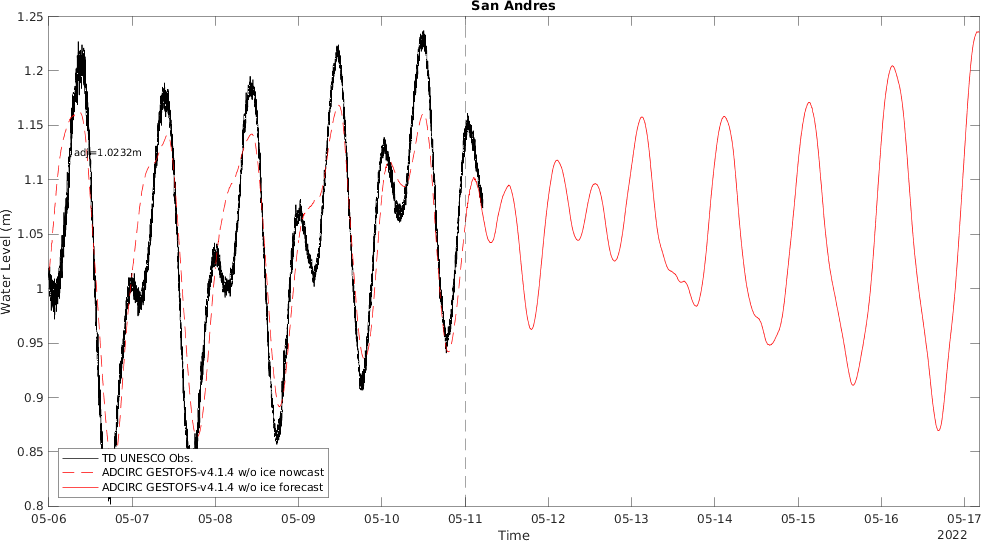 San Andres
1.25
1.2
1.15
1.1
1.05
1
0.95
0.9
0.85
0.8
Water Level (m)
adj=1.0232m
TD UNESCO Obs.
ADCIRC GESTOFS-v4.1.4 w/o ice nowcast
ADCIRC GESTOFS-v4.1.4 w/o ice forecast
05-06 05-07 05-08 05-09 05-10 05-11 05-12 05-13 05-14 05-15 05-16 05-17
Time
2022